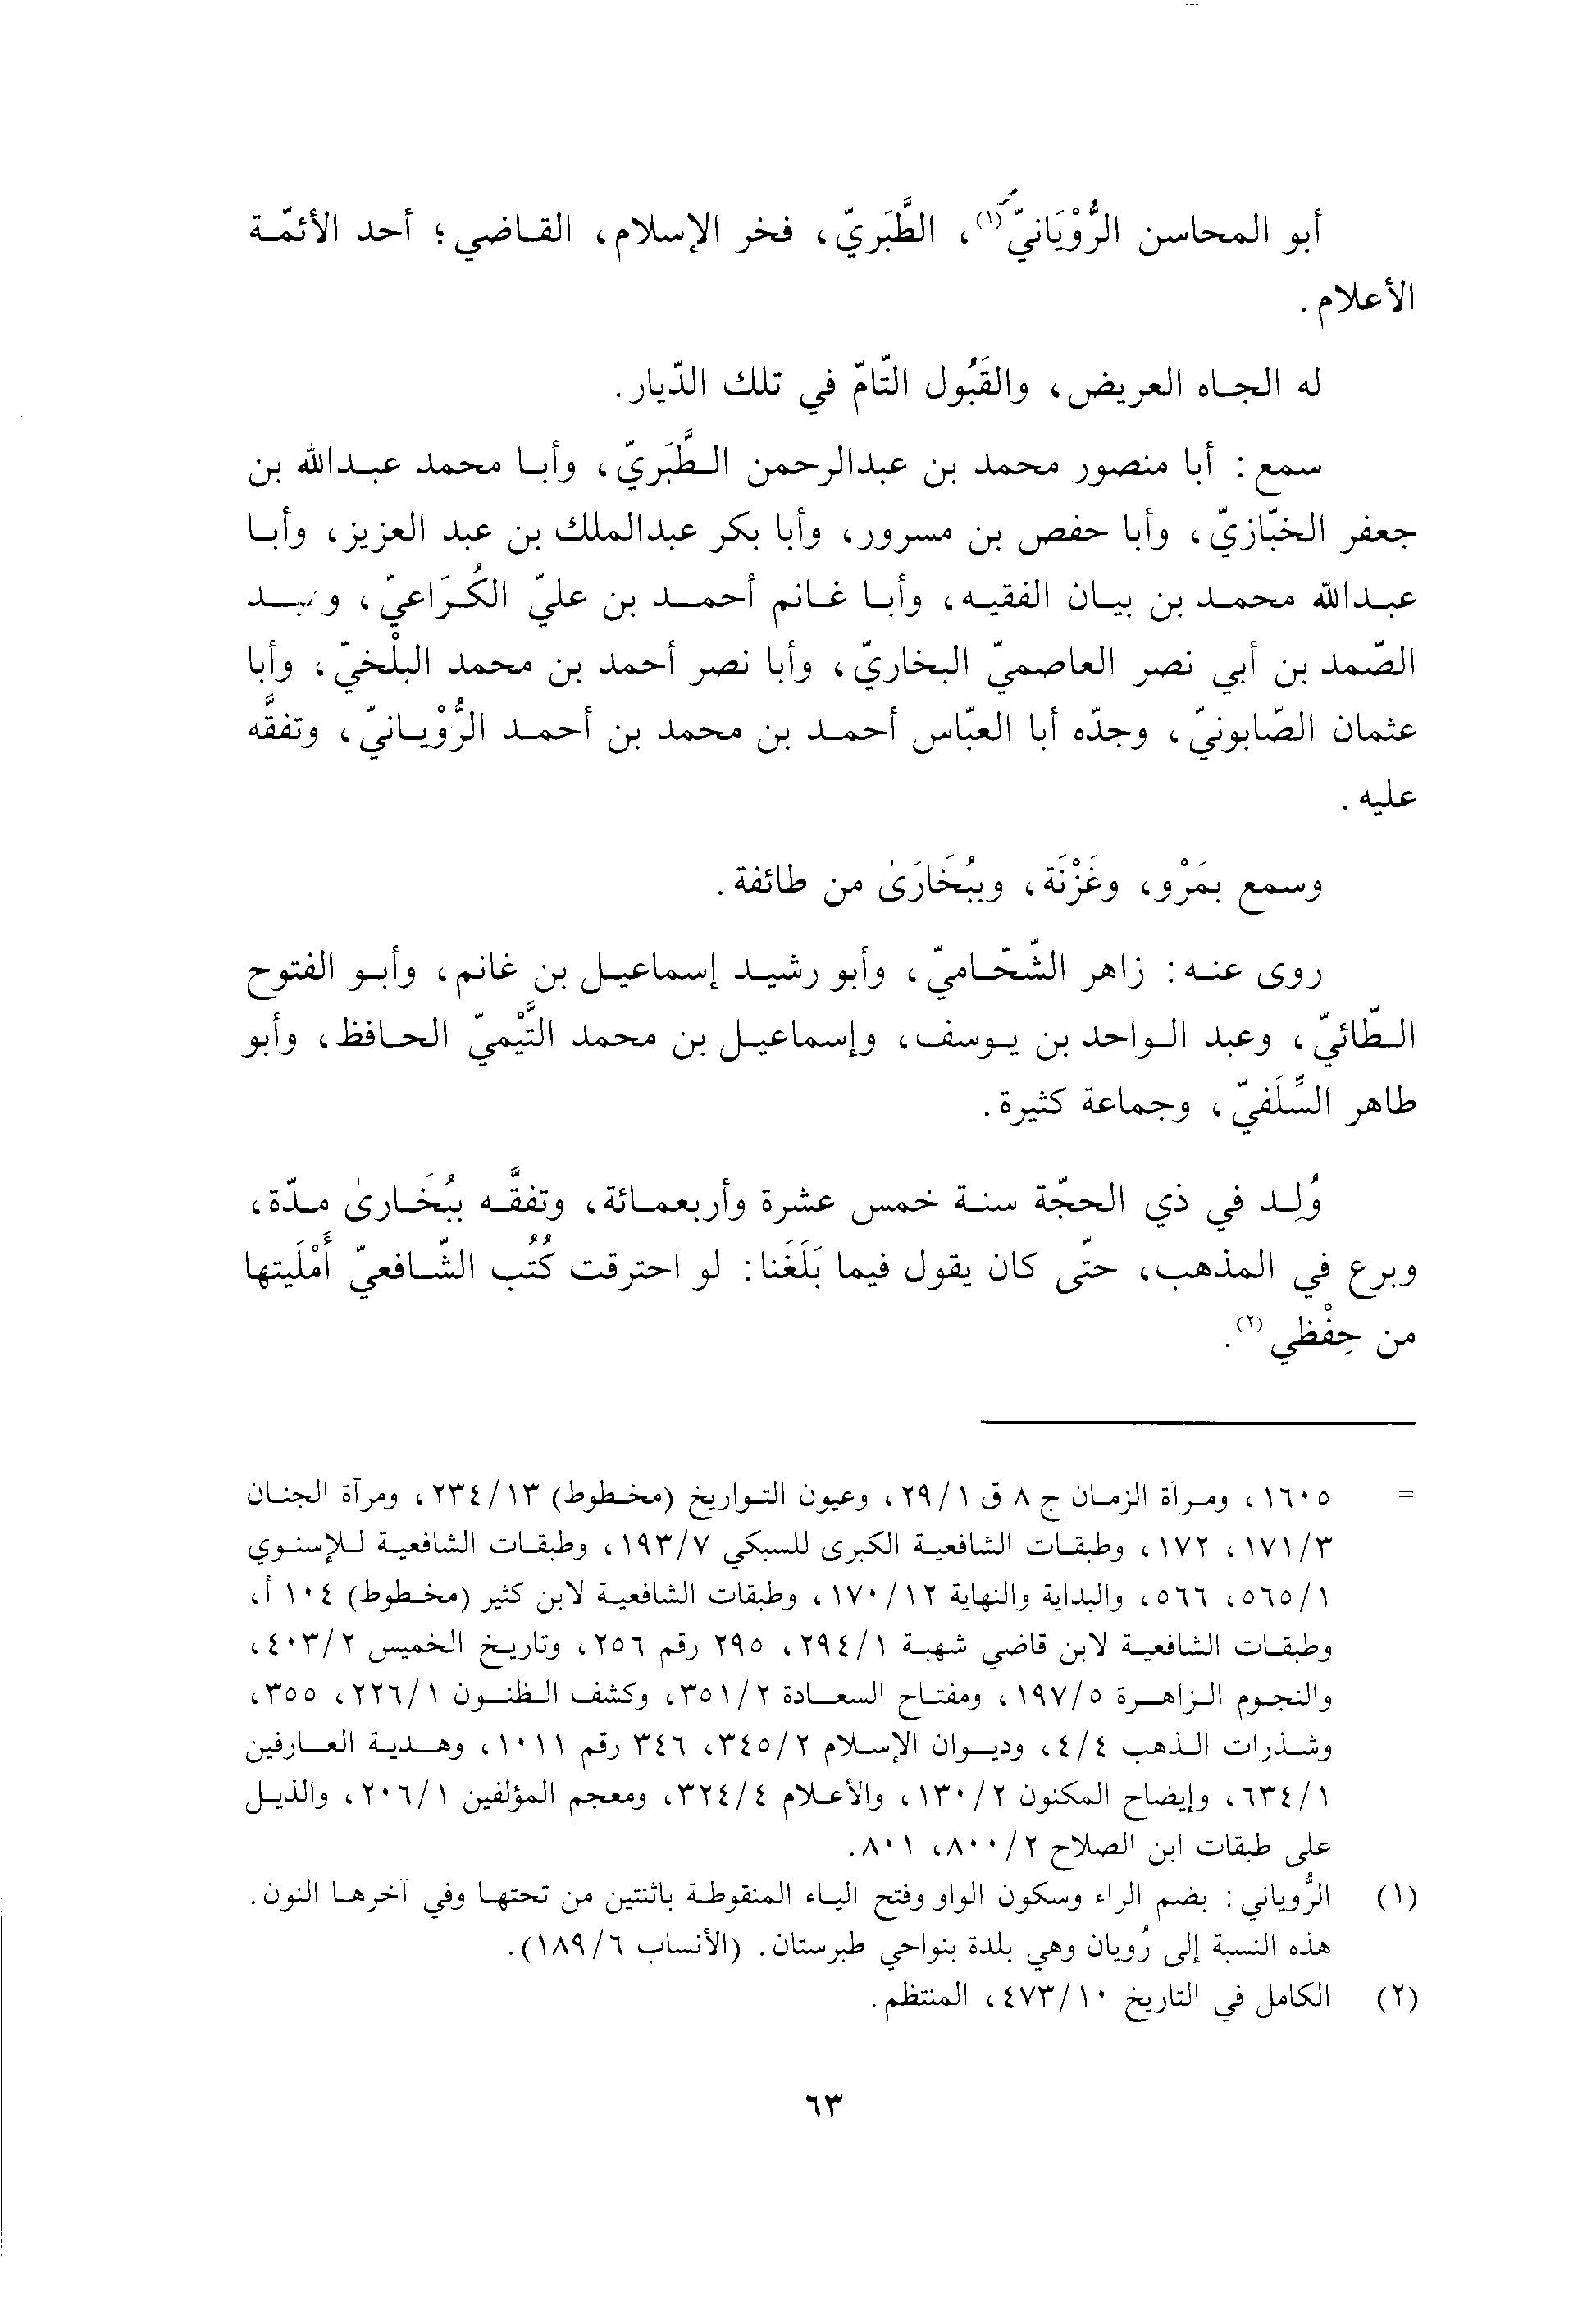 أبو المحاسن الرُّوْيَانيّ(١)، الطَّبَريّ، فخر الإسلام، القاضي؛ أحد الأئمّة
الأعلام.
له الجاه العريض، والقَبُول التّامّ في تلك الدّيار.
سمع: أبا منصور محمد بن عبدالرحمن الطَّبَريّ، وأبا محمد عبدالله بن
جعفر الخبّازيّ، وأبا حفص بن مسرور، وأبا بكر عبدالملك بن عبد العزيز، وأبا
عبدالله محمد بن بيان الفقيه، وأبا غانم أحمد بن عليّ الكُرَاعيّ،
الصّمد بن أبي نصر العاصميّ البخاريّ، وأبا نصر أحمد بن محمد البلْخيّ، وأبا
عثمان الصّابونيّ، وجدّه أبا العبّاس أحمد بن محمد بن أحمد الرُّوْيانيّ، وتفقَّه
عليه.
وسمع بمَرْو، وغَزْنَة، وببُخَارَىٰ من طائفة.
روى عنه: زاهر الشّحّاميّ، وأبو رشيد إسماعيل بن غانم، وأبو الفتوح
الطّائيّ، وعبد الواحد بن يوسف، وإسماعيل بن محمد التَّيْميّ الحافظ، وأبو
طاهر السِّلَفيّ، وجماعة كثيرة.
وُلِد في ذي الحجّة سنة خمس عشرة وأربعمائة، وتفقَّه ببُخَارىٰ مدّة،
وبرع في المذهب، حتّى كان يقول فيما بَلَغَنا: لو احترقت كُتُب الشّافعيّ أَمْلَيتها
من حِفْظي(٢).
= ١٦٠٥، ومرآة الزمان ج ٨ ق ٢٩/١، وعيون التواريخ (مخطوط) ٢٣٤/١٣، ومرآة الجنان
١٧١/٣، ١٧٢، وطبقات الشافعية الكبرى للسبكي ١٩٣/٧، وطبقات الشافعية للإسنوي
٥٦٥/١، ٥٦٦، والبداية والنهاية ١٧٠/١٢، وطبقات الشافعية لابن كثير (مخطوط) ١٠٤ أ،
وطبقات الشافعية لابن قاضي شهبة ٢٩٤/١، ٢٩٥ رقم ٢٥٦، وتاريخ الخميس ٤٠٣/٢،
والنجوم الزاهرة ١٩٧/٥، ومفتاح السعادة ٣٥١/٢، وكشف الظنون ٢٢٦/١، ٣٥٥،
وشذرات الذهب ٤/٤، وديوان الإسلام ٣٤٥/٢، ٣٤٦ رقم ١٠١١، وهدية العارفين
٦٣٤/١، وإيضاح المكنون ١٣٠/٢، والأعلام ٣٢٤/٤، ومعجم المؤلفين ٢٠٦/١، والذيل
على طبقات ابن الصلاح ٨٠٠/٢، ٨٠١.
(١) الرُّوياني: بضم الراء وسكون الواو وفتح الياء المنقوطة باثنتين من تحتها وفي آخرها النون.
هذه النسبة إلى رُويان وهي بلدة بنواحي طبرستان. (الأنساب ١٨٩/٦).
(٢) الكامل في التاريخ ٤٧٣/١٠، المنتظم.
٦٣